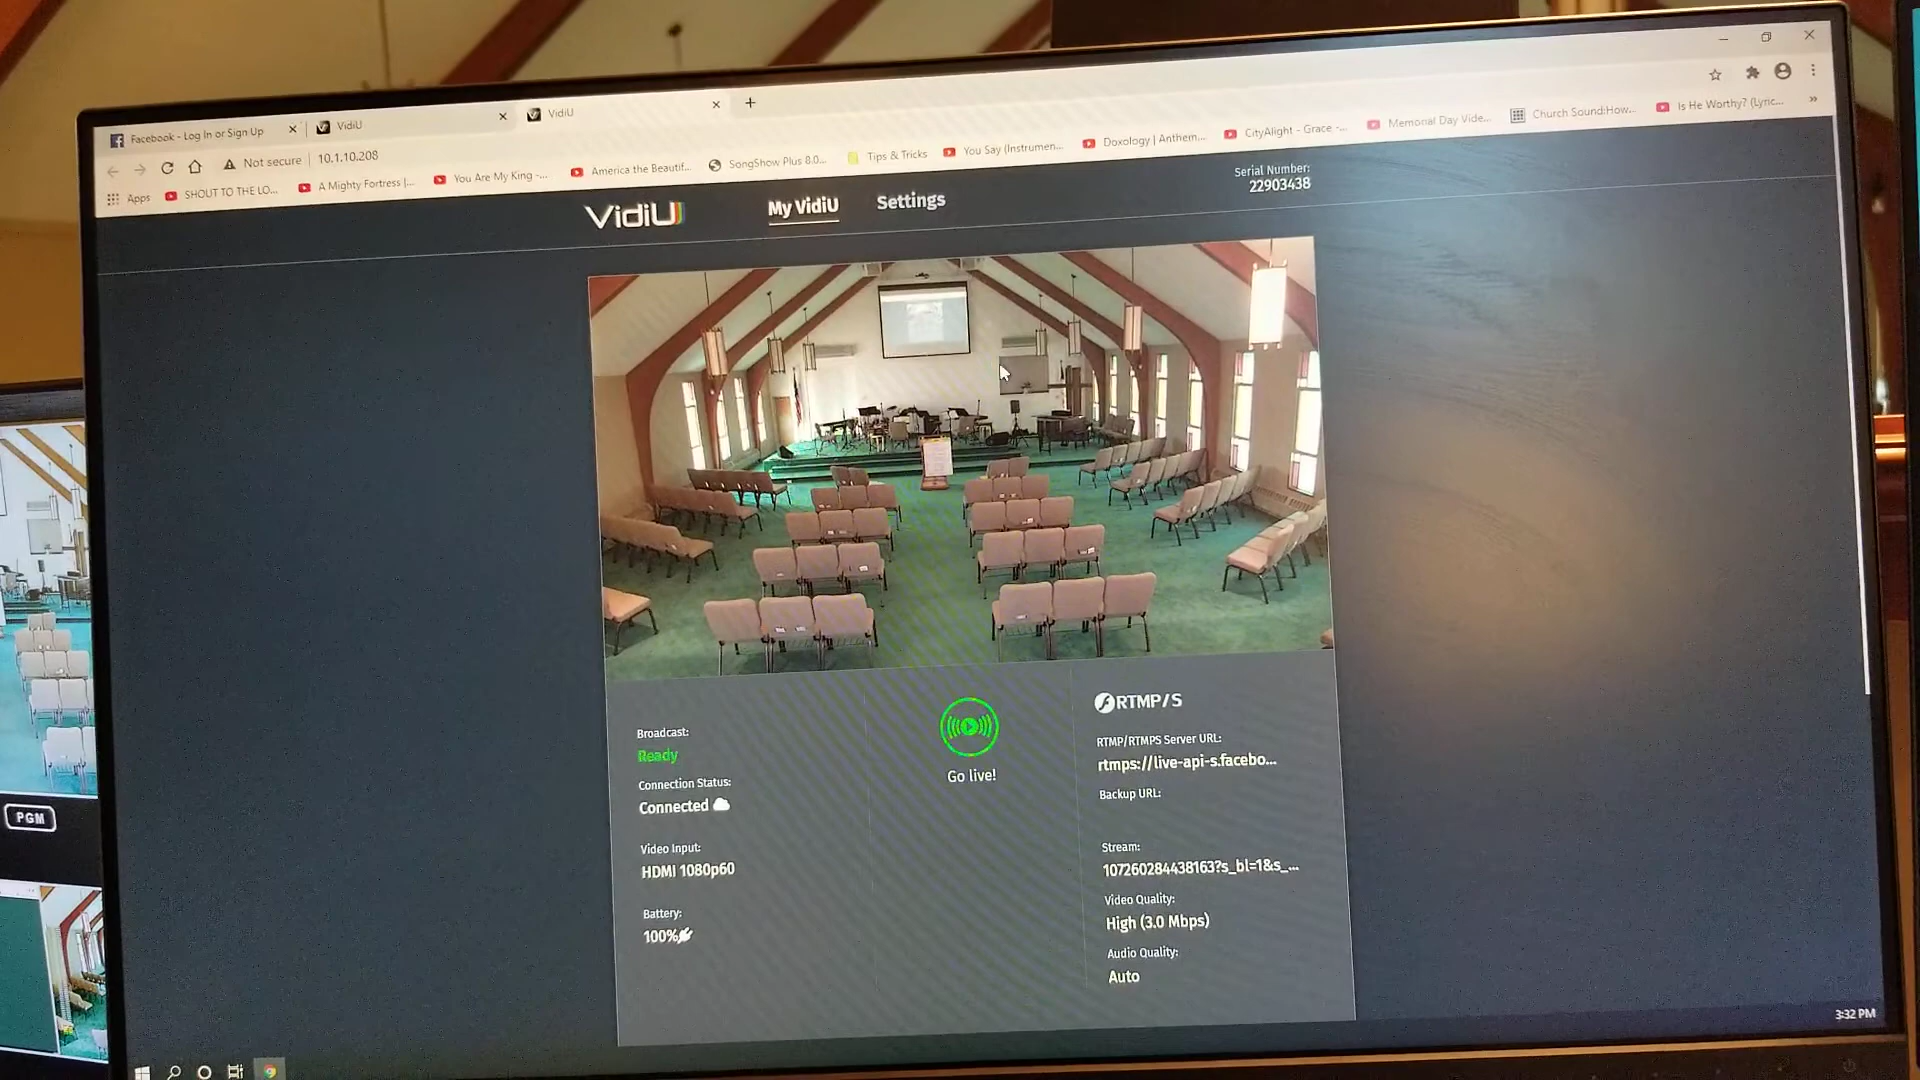 Facebook - Log In or Sign Up
VidiU
VidiU
Not secure | 10.1.10.208
Apps
SHOUT TO THE LO...
A Mighty Fortress |...
You Are My King -...
America the Beautif...
SongShow Plus 8.0...
Tips & Tricks
You Say (Instrumen...
Doxology | Anthem...
CityAlight - Grace -...
Memorial Day Vide...
Church Sound:How...
Is He Worthy? (Lyric...
VidiU
My VidiU
Settings
Serial Number:
22903438
Broadcast:
Ready
Connection Status:
Connected
Video Input:
HDMI 1080p60
Battery:
100%
Go live!
RTMP/S
RTMP/RTMPS Server URL:
rtmps://live-api-s.facebo...
Backup URL:
Stream:
107260284438163?s_bl=1&s_...
Video Quality:
High (3.0 Mbps)
Audio Quality:
Auto
PGM
3:32 PM